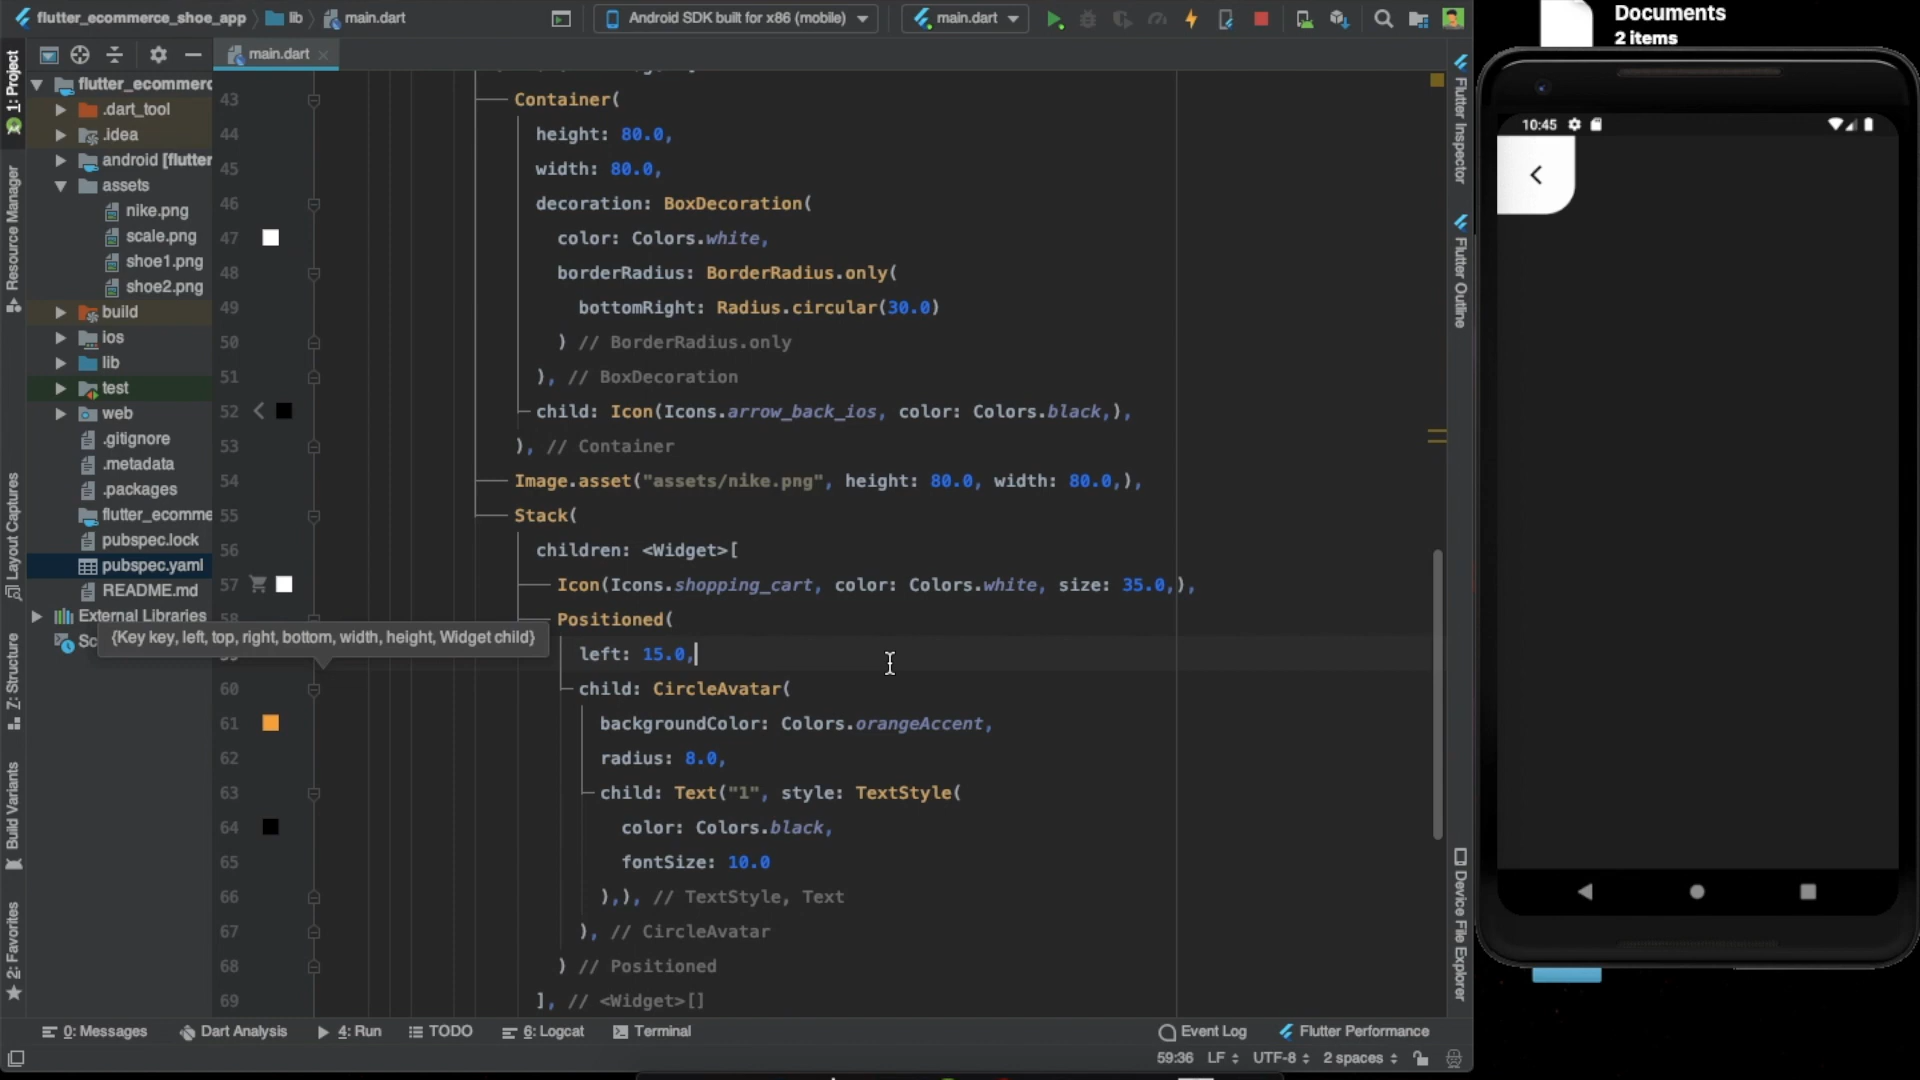 flutter_ecommerce_shoe_app
lib
main.dart
Android SDK built for x86 (mobile)
main.dart
Documents
2 items
1: Project
Resource Manager
Layout Captures
7: Structure
Build Variants
2: Favorites
main.dart
flutter_ecommerc
.dart_tool
.idea
android [flutter
assets
nike.png
scale.png
shoe1.png
shoe2.png
build
ios
lib
test
web
.gitignore
.metadata
.packages
flutter_ecomme
pubspec.lock
pubspec.yaml
README.md
External Libraries
Sc
{Key key, left, top, right, bottom, width, height, Widget child}
43 Container(
44 height: 80.0,
45 width: 80.0,
46 decoration: BoxDecoration(
47 color: Colors.white,
48 borderRadius: BorderRadius.only(
49 bottomRight: Radius.circular(30.0)
50 ) // BorderRadius.only
51 ), // BoxDecoration
52 child: Icon(Icons.arrow_back_ios, color: Colors.black,),
53 ), // Container
54 Image.asset("assets/nike.png", height: 80.0, width: 80.0,),
55 Stack(
56 children: <Widget>[
57 Icon(Icons.shopping_cart, color: Colors.white, size: 35.0,),
58 Positioned(
left: 15.0,
60 child: CircleAvatar(
61 backgroundColor: Colors.orangeAccent,
62 radius: 8.0,
63 child: Text("1", style: TextStyle(
64 color: Colors.black,
65 fontSize: 10.0
66 ),), // TextStyle, Text
67 ), // CircleAvatar
68 ) // Positioned
69 ], // <Widget>[]
Flutter Inspector
Flutter Outline
Device File Explorer
10:45
0: Messages
Dart Analysis
4: Run
TODO
6: Logcat
Terminal
Event Log
Flutter Performance
59:36
LF
UTF-8
2 spaces